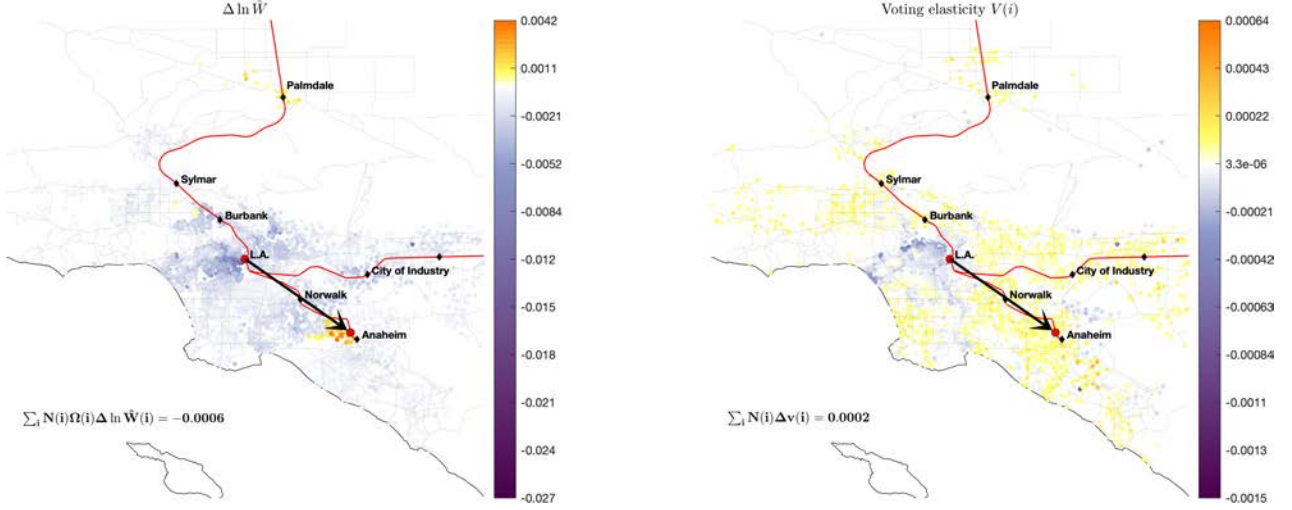 Δ ln Ŵ
0.0042
0.0011
-0.0021
-0.0052
-0.0084
-0.012
-0.015
-0.018
-0.021
-0.024
-0.027
Palmdale
Sylmar
Burbank
L.A.
City of Industry
Norwalk
Anaheim
∑ᵢ N(i)Ω(i)Δ ln Ŵ(i) = −0.0006
Voting elasticity V(i)
0.00064
0.00043
0.00022
3.3e-06
-0.00021
-0.00042
-0.00063
-0.00084
-0.0011
-0.0013
-0.0015
Palmdale
Sylmar
Burbank
L.A.
City of Industry
Norwalk
Anaheim
∑ᵢ N(i)Δv(i) = 0.0002